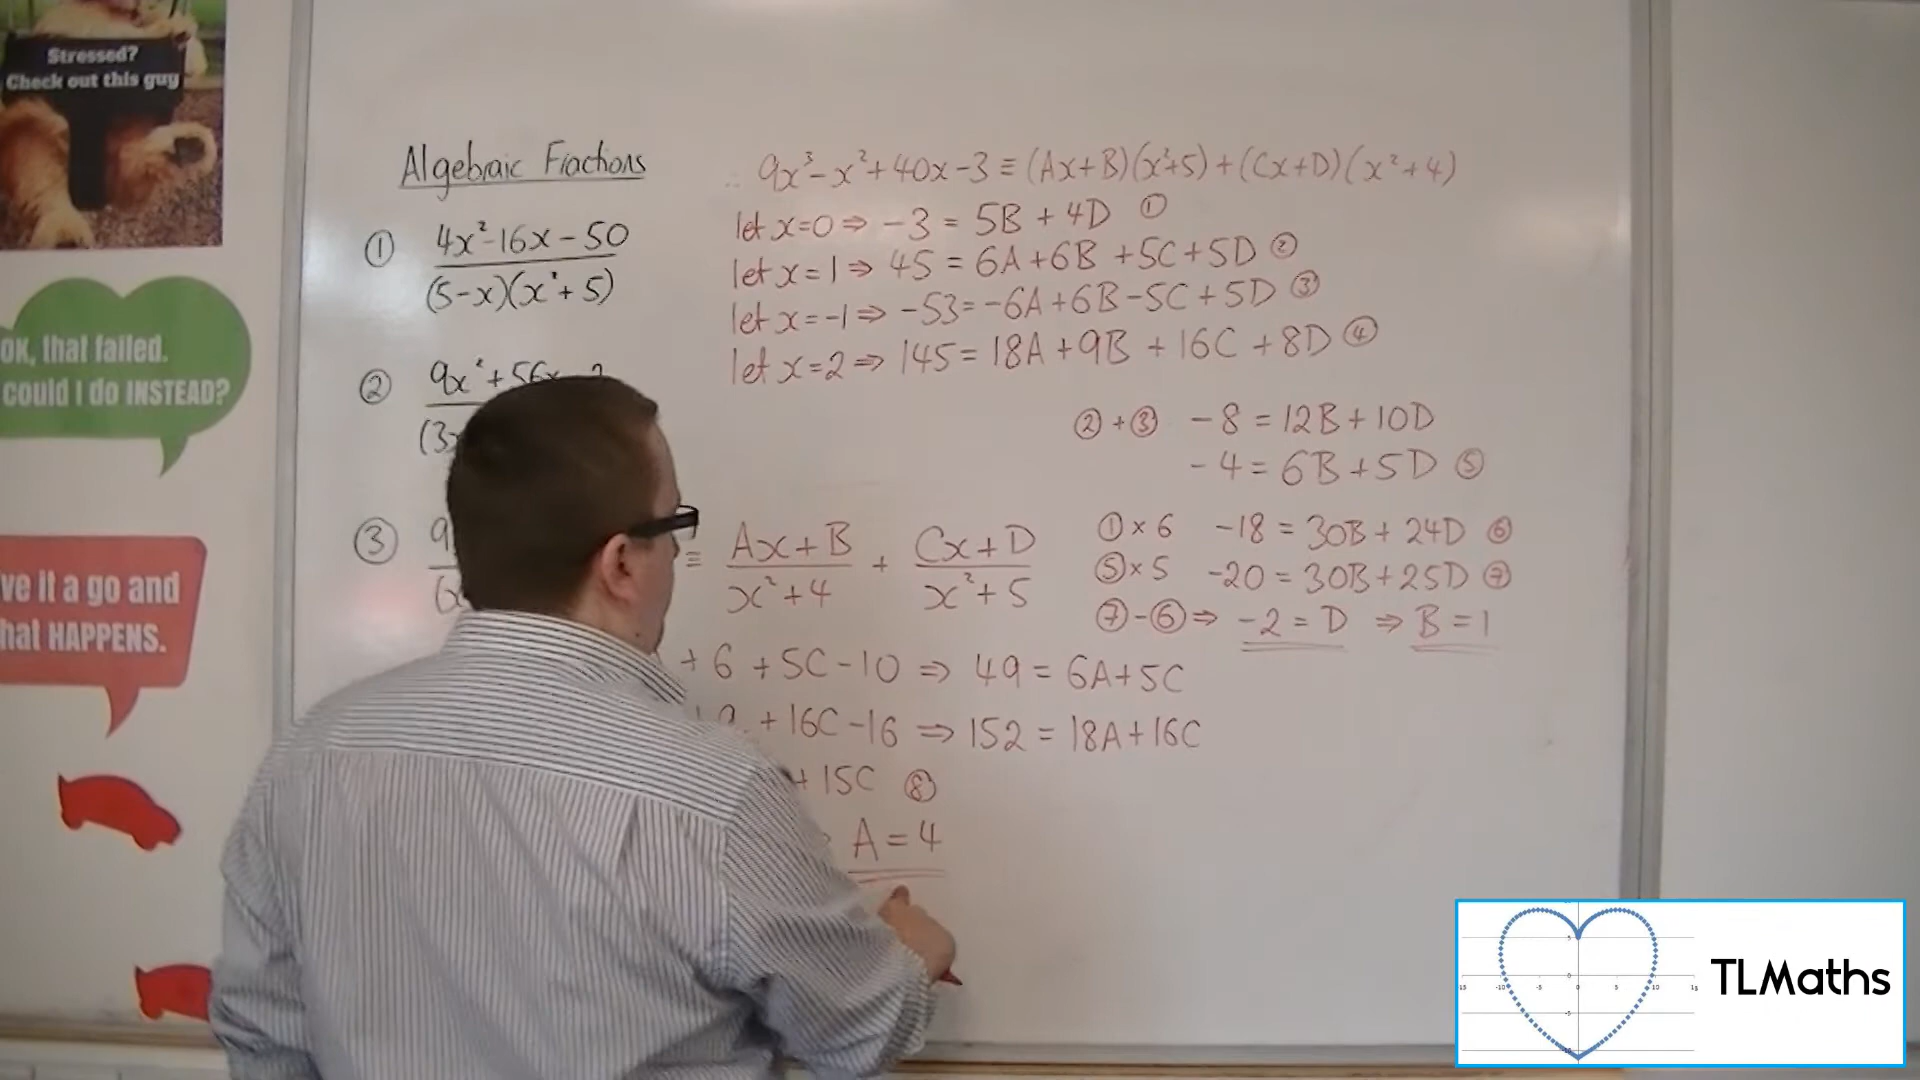 Stressed?
Check out this guy
OK, that failed.
could I do INSTEAD?
ve it a go and
hat HAPPENS.
Algebraic Fractions
① 4x²-16x-50
(5-x)(x²+5)
② 9x²+56x-2
(3x
③ 9
(x
≡ Ax+B + Cx+D
x²+4 x²+5
∴ 9x³-x²+40x-3 ≡ (Ax+B)(x²+5)+(Cx+D)(x²+4)
let x=0 ⇒ -3 = 5B + 4D ①
let x=1 ⇒ 45 = 6A+6B+5C+5D ②
let x=-1 ⇒ -53=-6A+6B-5C+5D ③
let x=2 ⇒ 145=18A+9B+16C+8D ④
②+③ -8=12B+10D
-4=6B+5D ⑤
①×6 -18=30B+24D ⑥
⑤×5 -20=30B+25D ⑦
⑦-⑥⇒ -2=D ⇒ B=1
+6+5C-10 ⇒ 49=6A+5C
+16C-16 ⇒ 152=18A+16C
+15C ⑧
A=4
TLMaths